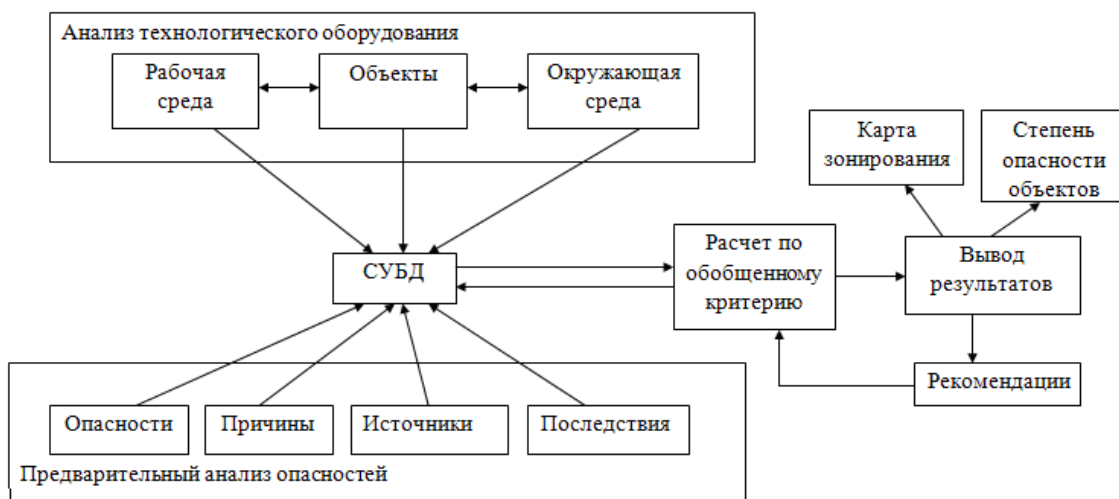 Анализ технологического оборудования
Рабочая
среда
Объекты
Окружающая
среда
Карта
зонирования
Степень
опасности
объектов
СУБД
Расчет по
обобщенному
критерию
Вывод
результатов
Рекомендации
Опасности
Причины
Источники
Последствия
Предварительный анализ опасностей